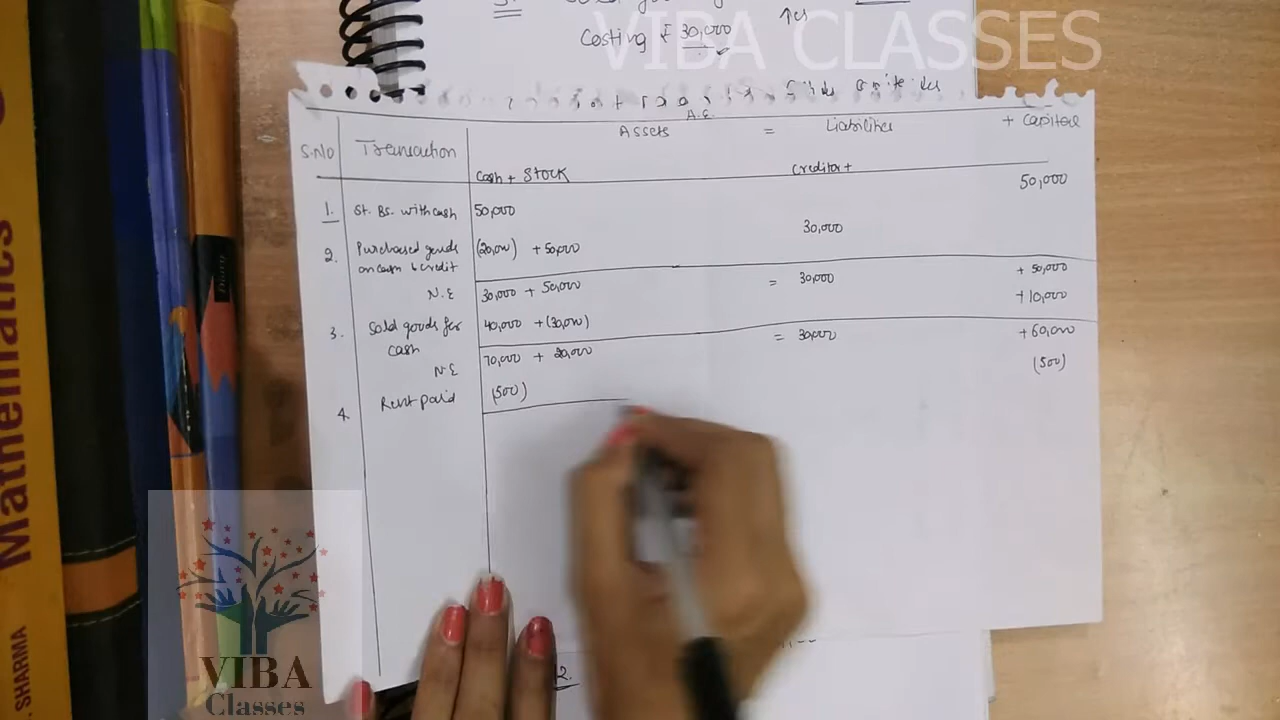 Costing ₹ 30,000
VIBA CLASSES
A.E.
Assets = Liabilities + Capital
S.NO Transaction
Cash + Stock Creditor +
1. St. Bs. with cash 50,000 50,000
2. Purchased goods (20,000) + 50,000 30,000
on cash & credit
N.E 30,000 + 50,000 = 30,000 + 50,000
3. Sold goods for 40,000 + (30,000) + 10,000
cash
N.E 70,000 + 20,000 = 30,000 + 60,000
4. Rent paid (500) (500)
Mathematics
SHARMA
VIBA
Classes
2.